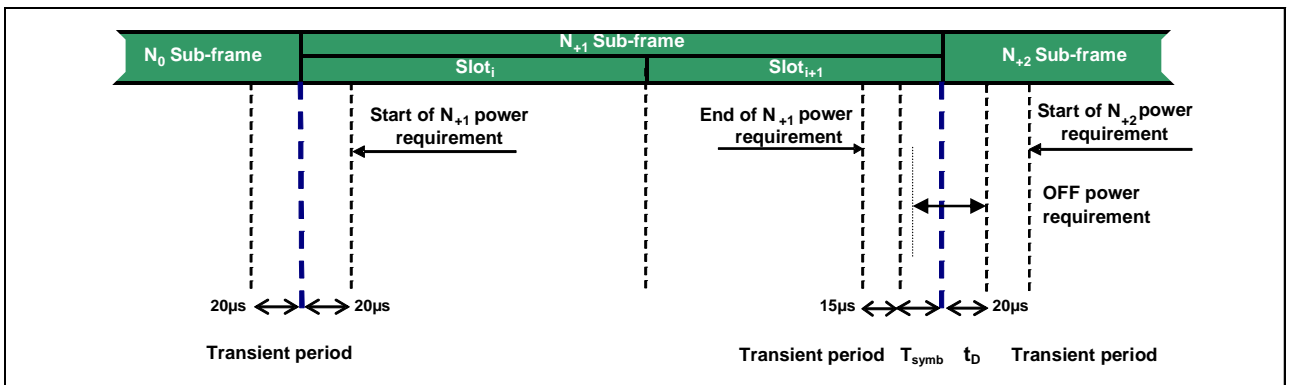 N+1 Sub-frame
N0 Sub-frame
N+2 Sub-frame
Sloti
Sloti+1
Start of N+1 power
requirement
End of N+1 power
requirement
Start of N+2 power
requirement
OFF power
requirement
20µs
20µs
15µs
20µs
Transient period
Transient period
Tsymb
tD
Transient period